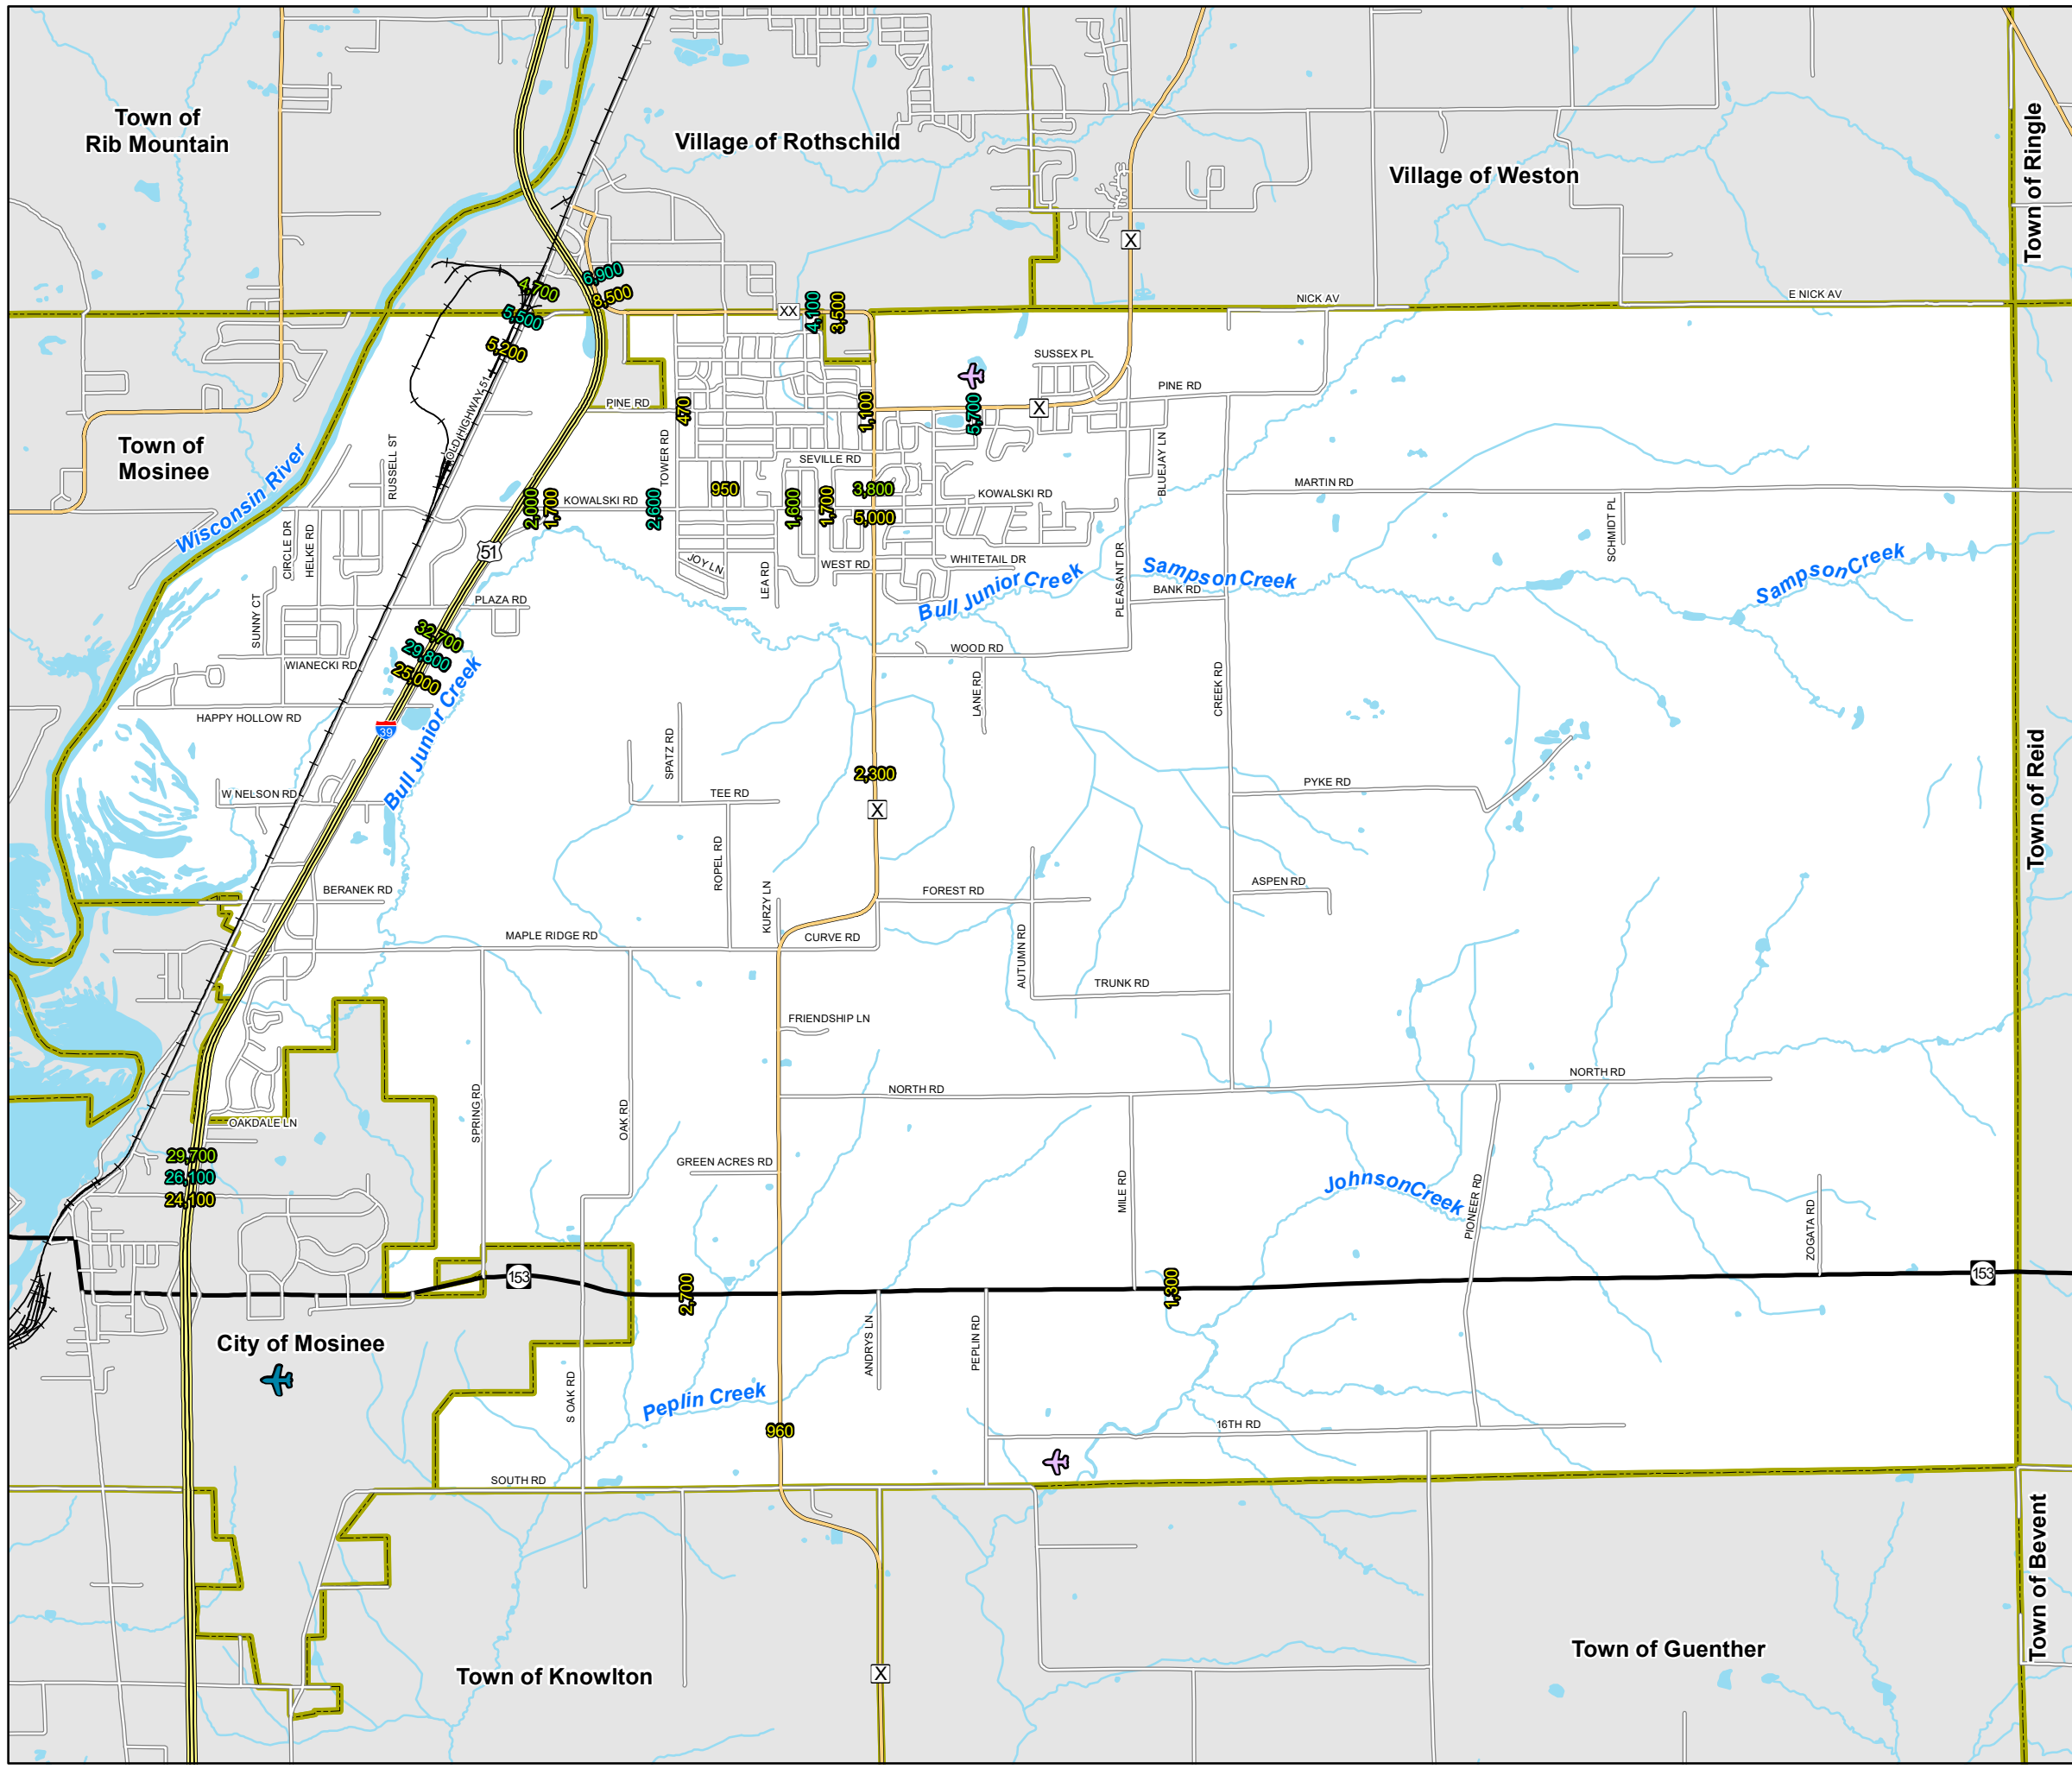 Town of
Rib Mountain
Village of Rothschild
Village of Weston
Town of Ringle
X
6,900
4,700
8,500
5,500
XX
4,100
3,500
NICK AV
E NICK AV
5,200
SUSSEX PL
PINE RD
OLD HIGHWAY 51
PINE RD
470
1,100
5,700
X
Town of
Mosinee
Wisconsin River
RUSSELL ST
TOWER RD
SEVILLE RD
BLUEJAY LN
MARTIN RD
950
3,800
KOWALSKI RD
KOWALSKI RD
2,000
1,700
2,600
1,600
1,700
5,000
SCHMIDT PL
CIRCLE DR
HELKE RD
51
JOY LN
LEA RD
WEST RD
WHITETAIL DR
PLEASANT DR
Bull Junior Creek
Sampson Creek
Sampson Creek
BANK RD
PLAZA RD
SUNNY CT
WIANECKI RD
32,700
29,800
25,000
WOOD RD
LANE RD
CREEK RD
HAPPY HOLLOW RD
39
Bull Junior Creek
SPATZ RD
2,300
Town of Reid
W NELSON RD
TEE RD
X
PYKE RD
ROPEL RD
BERANEK RD
KURZY LN
FOREST RD
ASPEN RD
MAPLE RIDGE RD
CURVE RD
AUTUMN RD
TRUNK RD
FRIENDSHIP LN
NORTH RD
NORTH RD
SPRING RD
OAK RD
OAKDALE LN
29,700
26,100
24,100
GREEN ACRES RD
MILE RD
Johnson Creek
PIONEER RD
ZOGATA RD
153
2,700
1,300
153
City of Mosinee
ANDRYS LN
PEPLIN RD
S OAK RD
Peplin Creek
960
16TH RD
SOUTH RD
Town of Bevent
Town of Knowlton
X
Town of Guenther